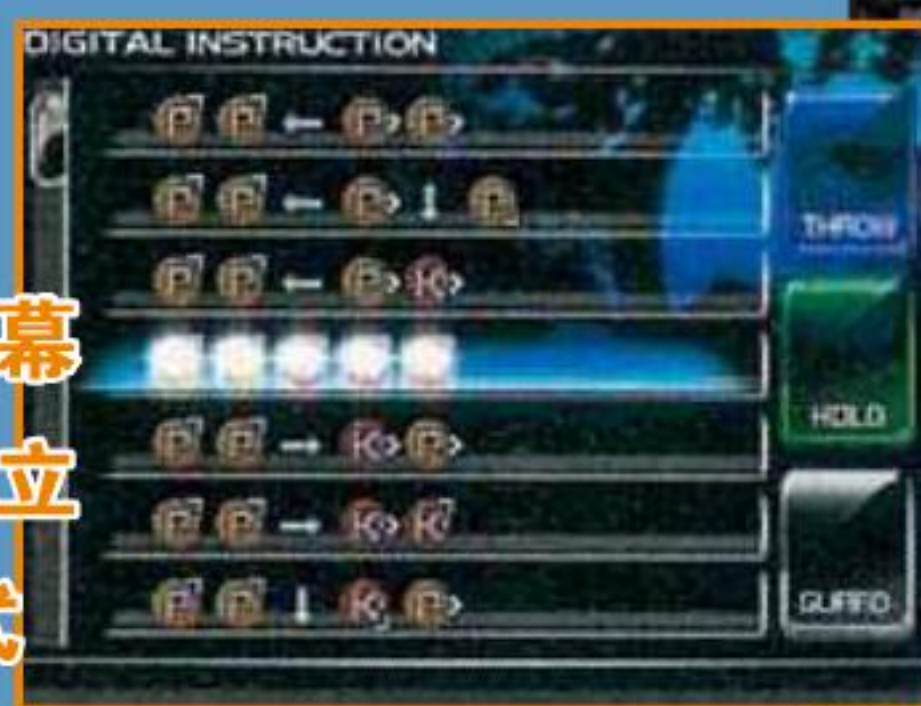 DIGITAL INSTRUCTION
P P ← P P
P P ← P ↓ P
P P ← P K
P P → K P
P P → K K
P P ↓ K P
THROW
HOLD
GUARD
幕
立